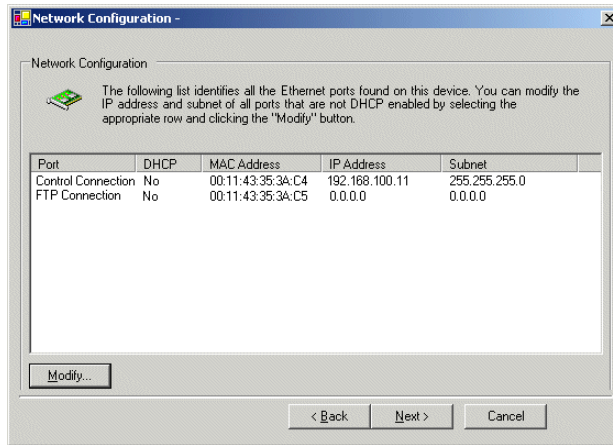 Network Configuration -
Network Configuration
The following list identifies all the Ethernet ports found on this device. You can modify the
IP address and subnet of all ports that are not DHCP enabled by selecting the
appropriate row and clicking the "Modify" button.
Port DHCP MAC Address IP Address Subnet
Control Connection No 00:11:43:35:3A:C4 192.168.100.11 255.255.255.0
FTP Connection No 00:11:43:35:3A:C5 0.0.0.0 0.0.0.0
Modify...
< Back Next > Cancel